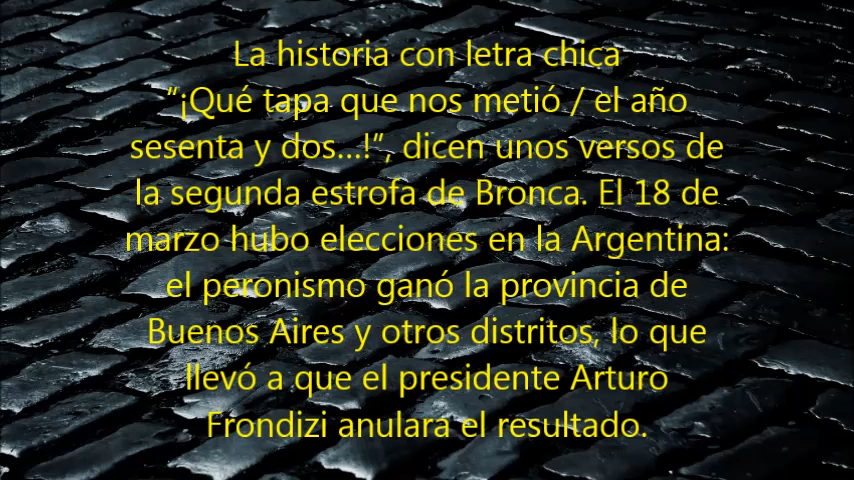 La historia con letra chica
“¡Qué tapa que nos metió / el año
sesenta y dos…!”, dicen unos versos de
la segunda estrofa de Bronca. El 18 de
marzo hubo elecciones en la Argentina:
el peronismo ganó la provincia de
Buenos Aires y otros distritos, lo que
llevó a que el presidente Arturo
Frondizi anulara el resultado.